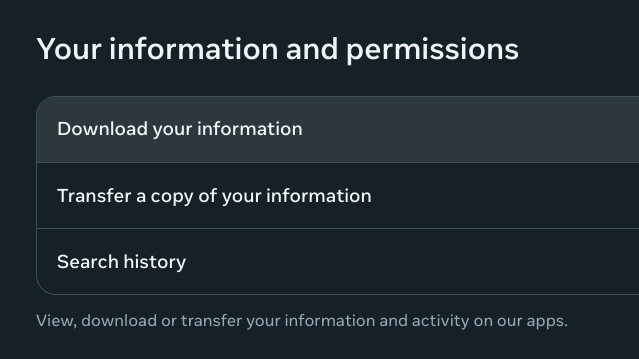 Your information and permissions
Download your information
Transfer a copy of your information
Search history
View, download or transfer your information and activity on our apps.